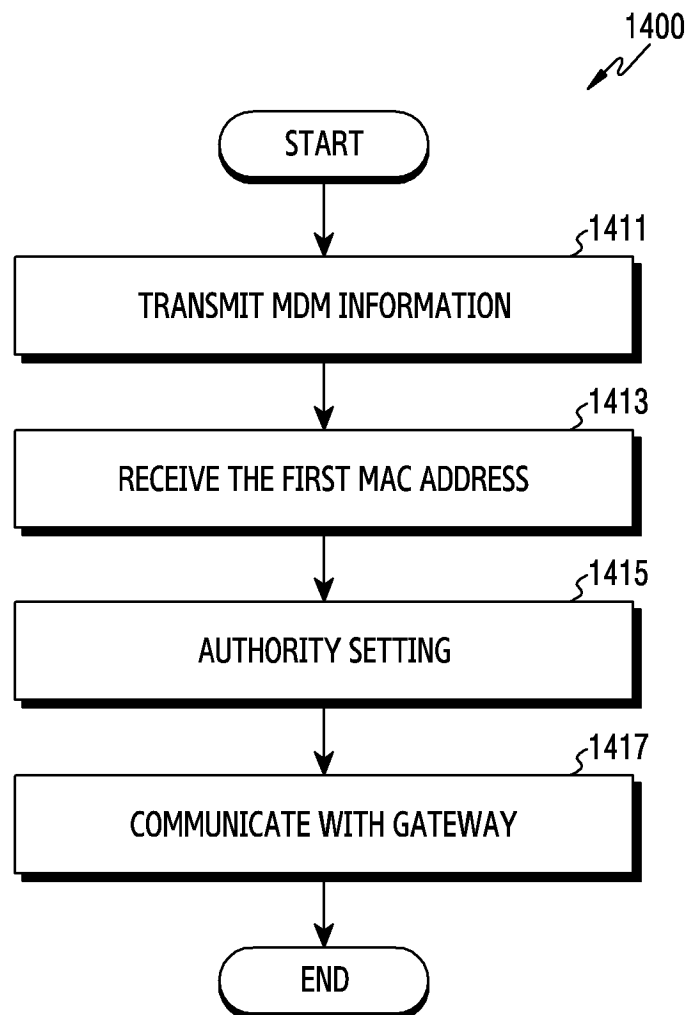 1400
START
1411
TRANSMIT MDM INFORMATION
1413
RECEIVE THE FIRST MAC ADDRESS
1415
AUTHORITY SETTING
1417
COMMUNICATE WITH GATEWAY
END